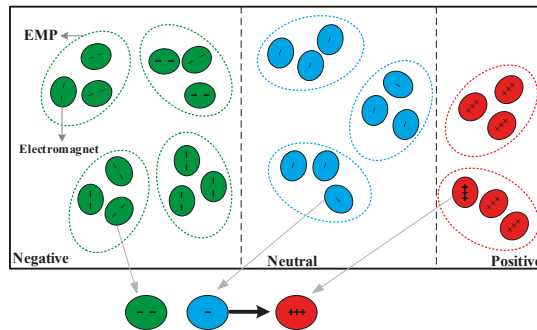 EMP
Electromagnet
Negative
Neutral
Positive
- -
-
+++